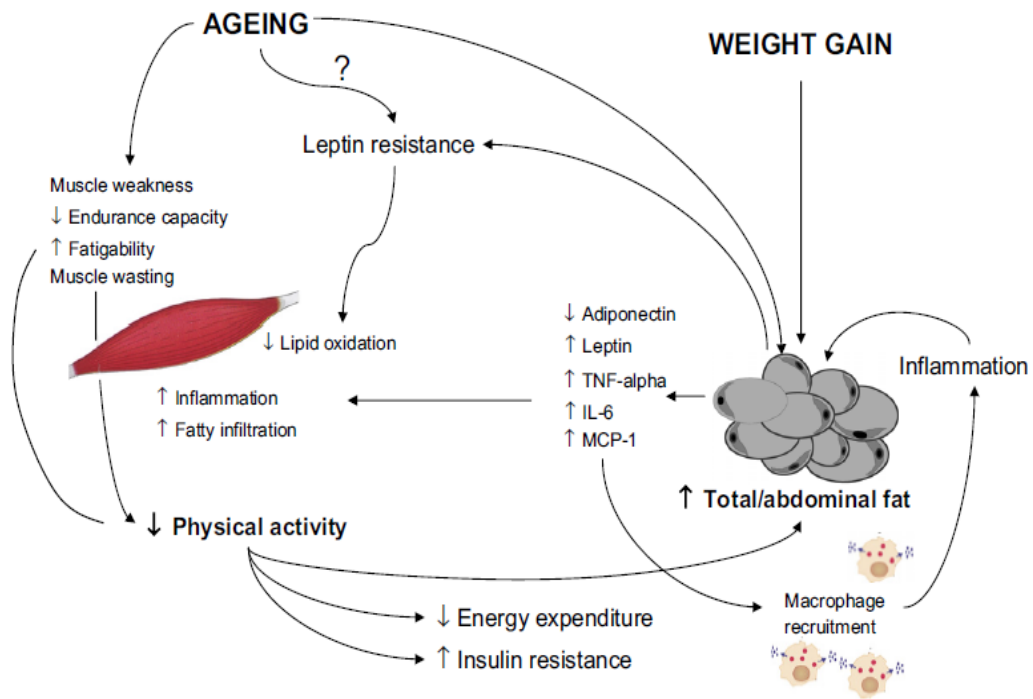 AGEING
WEIGHT GAIN
?
Leptin resistance
Muscle weakness
↓ Endurance capacity
↑ Fatigability
Muscle wasting
↓ Lipid oxidation
↑ Inflammation
↑ Fatty infiltration
↓ Adiponectin
↑ Leptin
↑ TNF-alpha
↑ IL-6
↑ MCP-1
Inflammation
↑ Total/abdominal fat
↓ Physical activity
↓ Energy expenditure
↑ Insulin resistance
Macrophage
recruitment